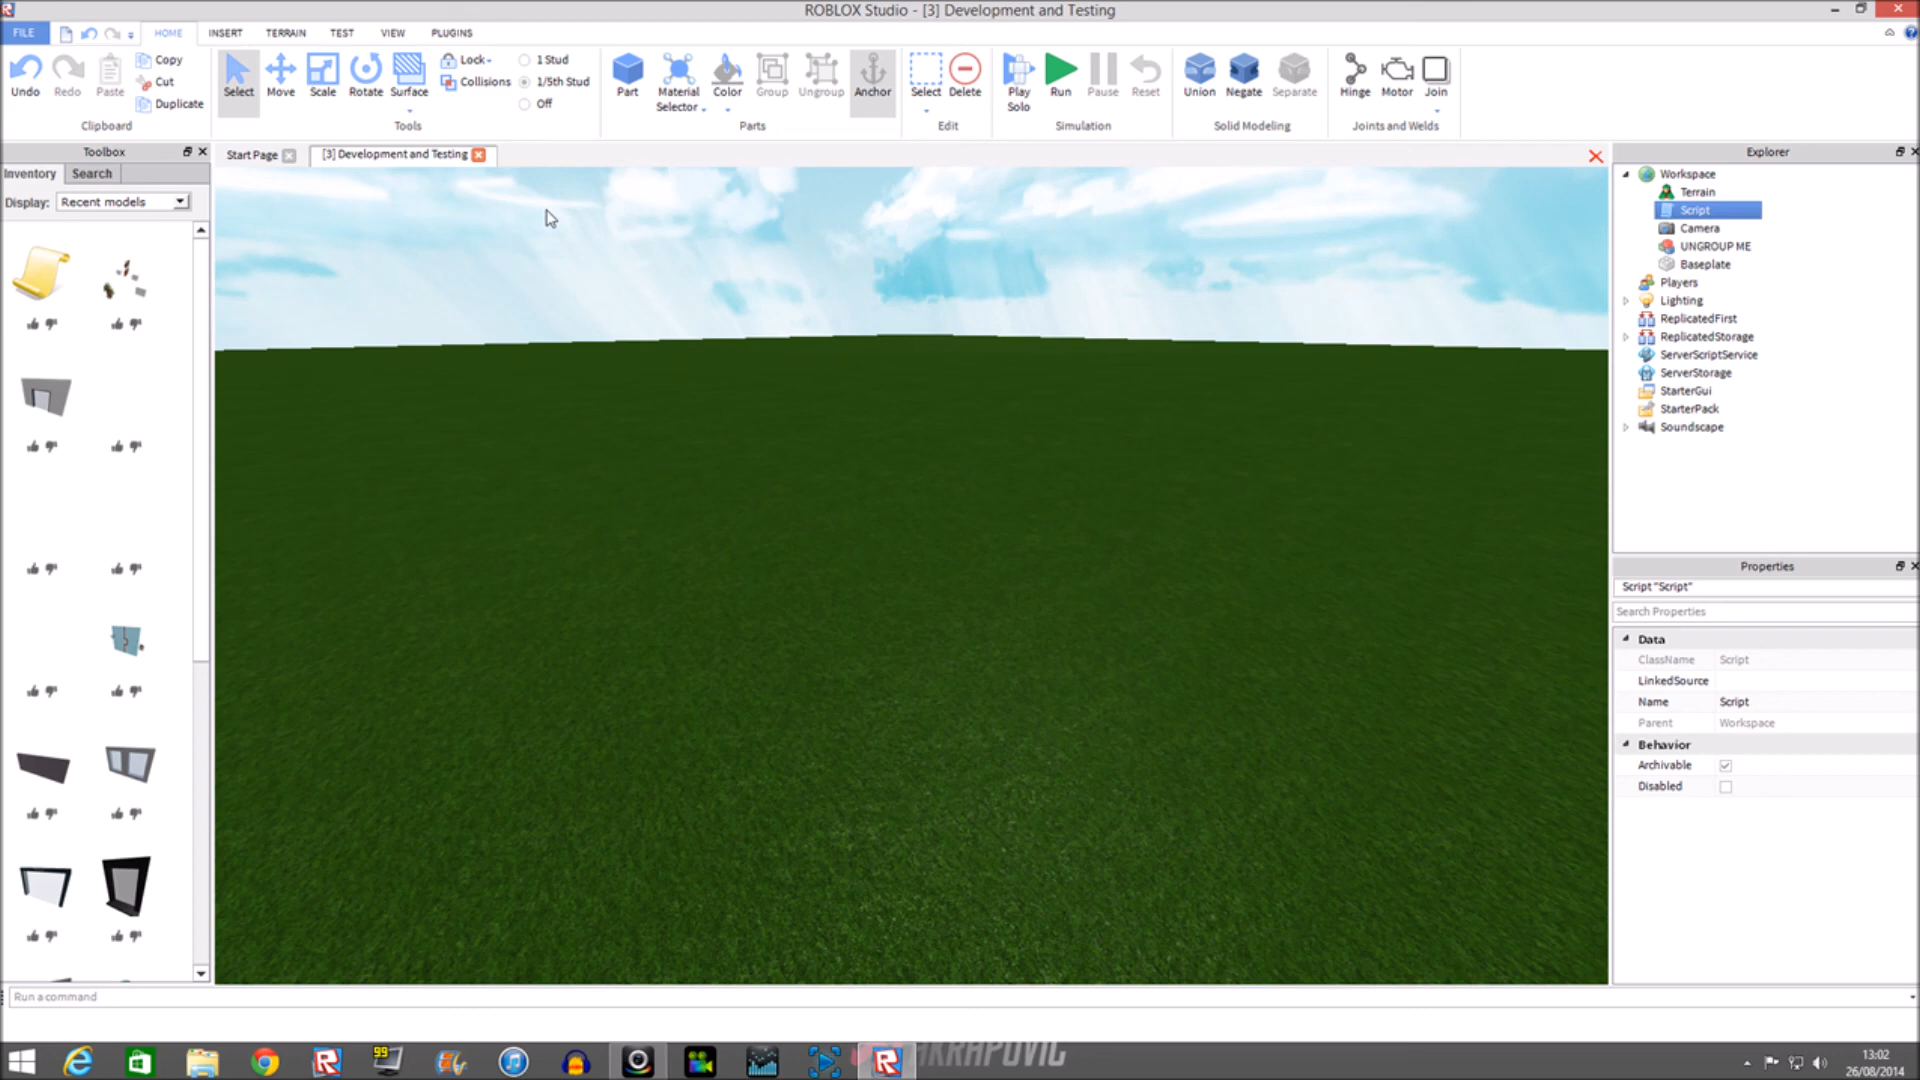 ROBLOX Studio - [3] Development and Testing
FILE HOME INSERT TERRAIN TEST VIEW PLUGINS
Undo Redo Paste Copy Cut Duplicate
Clipboard
Select Move Scale Rotate Surface Lock Collisions 1 Stud 1/5th Stud Off
Tools
Part Material Selector Color Group Ungroup Anchor
Parts
Select Delete
Edit
Play Solo Run Pause Reset
Simulation
Union Negate Separate
Solid Modeling
Hinge Motor Join
Joints and Welds
Toolbox
Inventory Search
Display: Recent models
Start Page [3] Development and Testing
Explorer
Workspace
Terrain
Script
Camera
UNGROUP ME
Baseplate
Players
Lighting
ReplicatedFirst
ReplicatedStorage
ServerScriptService
ServerStorage
StarterGui
StarterPack
Soundscape
Properties
Script "Script"
Search Properties
Data
ClassName Script
LinkedSource
Name Script
Parent Workspace
Behavior
Archivable
Disabled
Run a command
99
AKRAPOVIC
13:02
26/08/2014